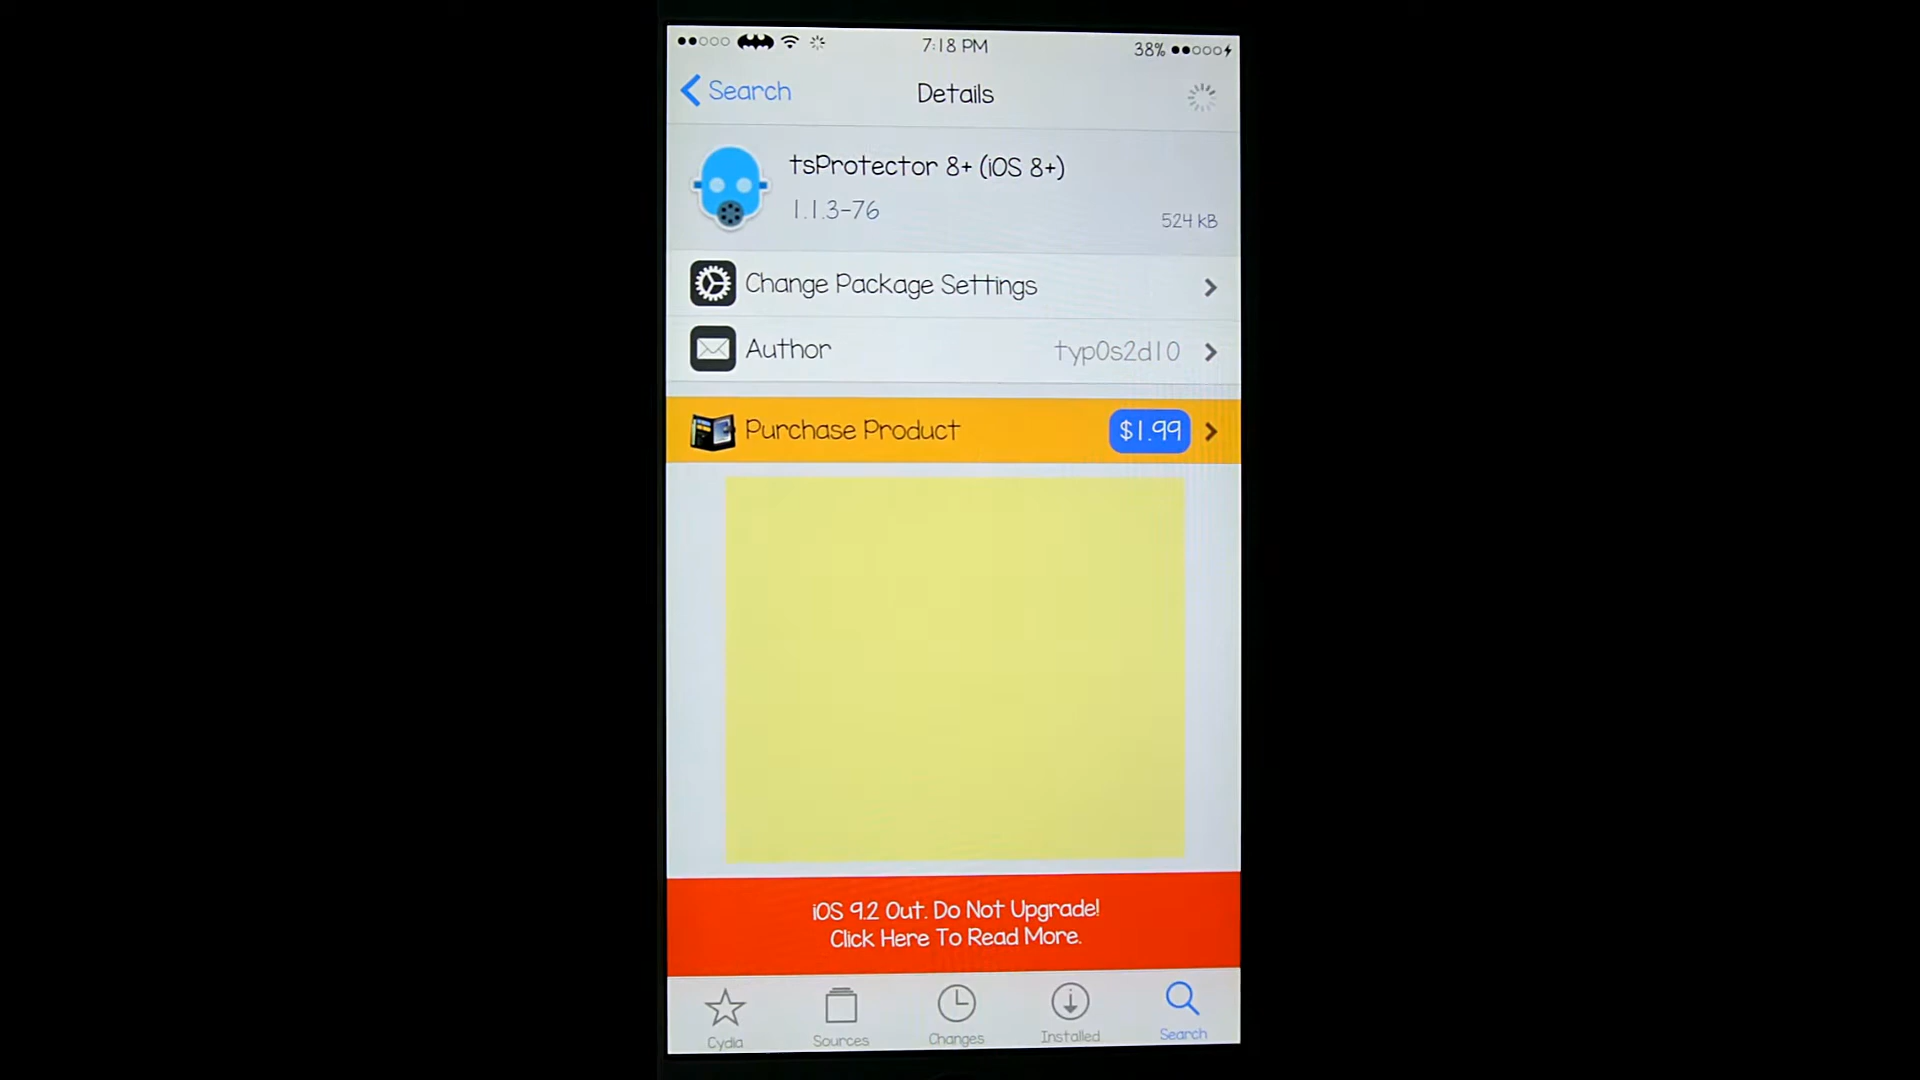 7:18 PM
38%
Search
Details
tsProtector 8+ (iOS 8+)
1.1.3-76
524 kB
Change Package Settings
Author
typ0s2d10
Purchase Product
$1.99
iOS 9.2 Out. Do Not Upgrade!
Click Here To Read More.
Cydia
Sources
Changes
Installed
Search